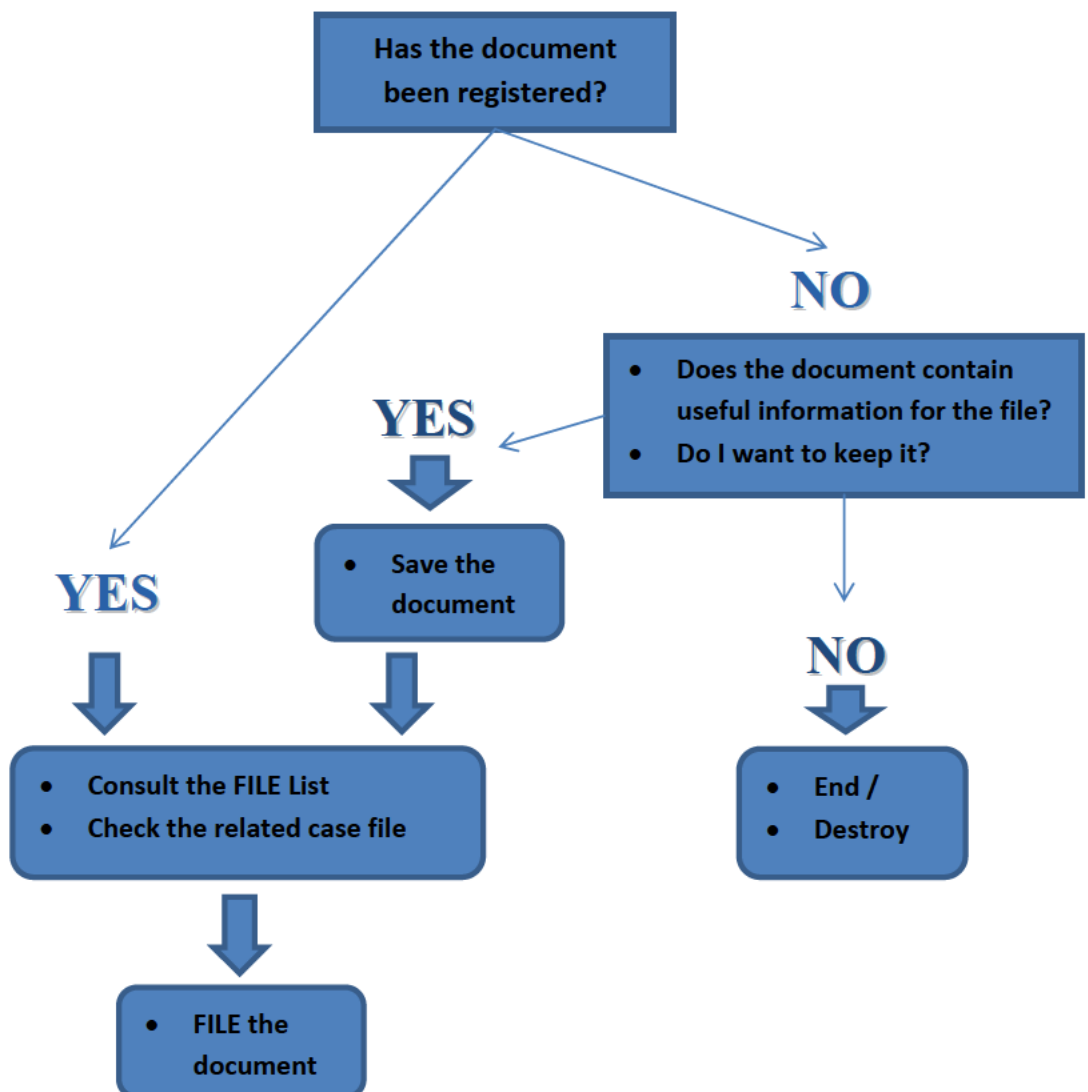 Has the document
been registered?
NO
• Does the document contain
useful information for the file?
• Do I want to keep it?
YES
• Save the
document
YES
NO
• Consult the FILE List
• Check the related case file
• End /
• Destroy
• FILE the
document